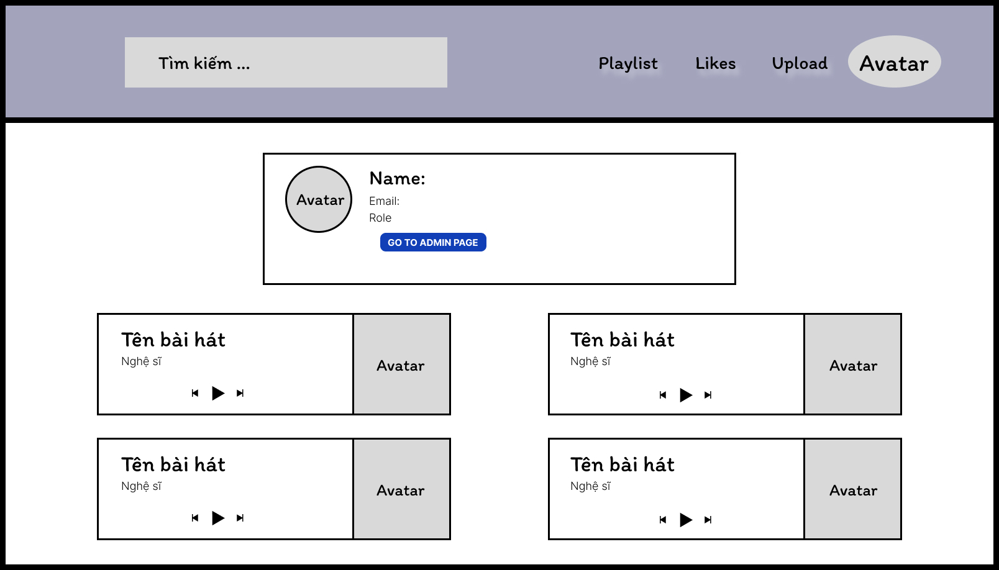 Tìm kiếm ...
Playlist
Likes
Upload
Avatar
Avatar
Name:
Email:
Role
GO TO ADMIN PAGE
Tên bài hát
Nghệ sĩ
Avatar
Tên bài hát
Nghệ sĩ
Avatar
Tên bài hát
Nghệ sĩ
Avatar
Tên bài hát
Nghệ sĩ
Avatar